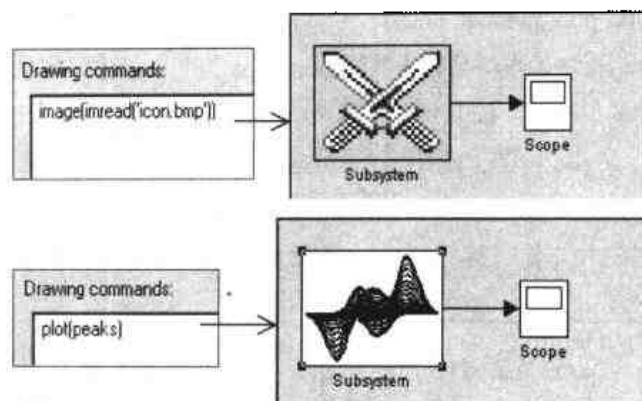 Drawing commands:
image(imread('icon.bmp'))
Subsystem
Scope
Drawing commands:
plot(peaks)
Subsystem
Scope